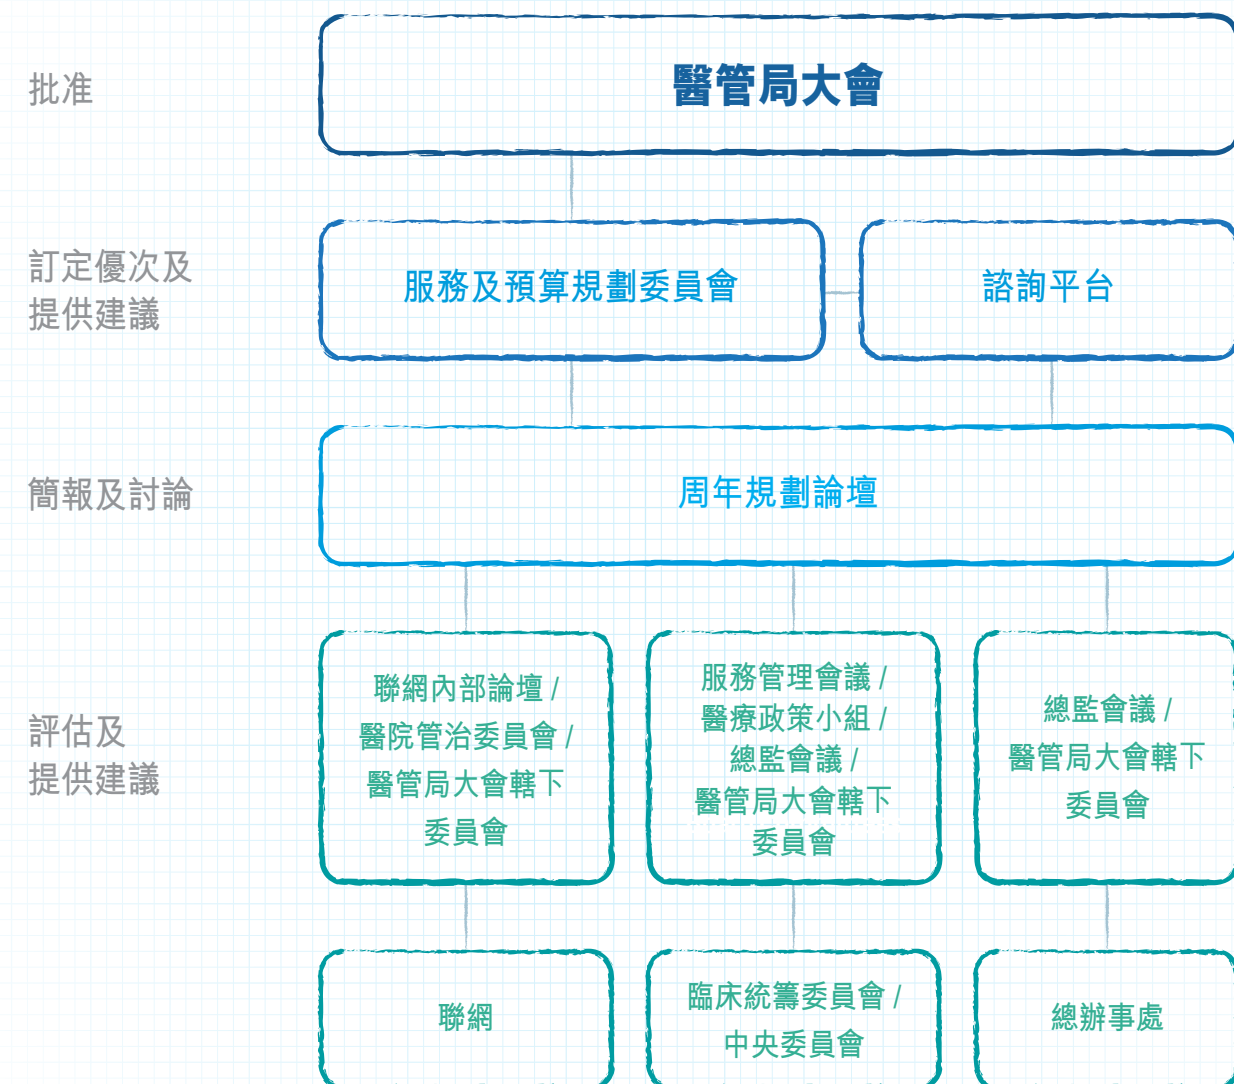 批准
醫管局大會
訂定優次及
提供建議
服務及預算規劃委員會
諮詢平台
簡報及討論
周年規劃論壇
評估及
提供建議
聯網內部論壇 /
醫院管治委員會 /
醫管局大會轄下
委員會
服務管理會議 /
醫療政策小組 /
總監會議 /
醫管局大會轄下
委員會
總監會議 /
醫管局大會轄下
委員會
聯網
臨床統籌委員會 /
中央委員會
總辦事處